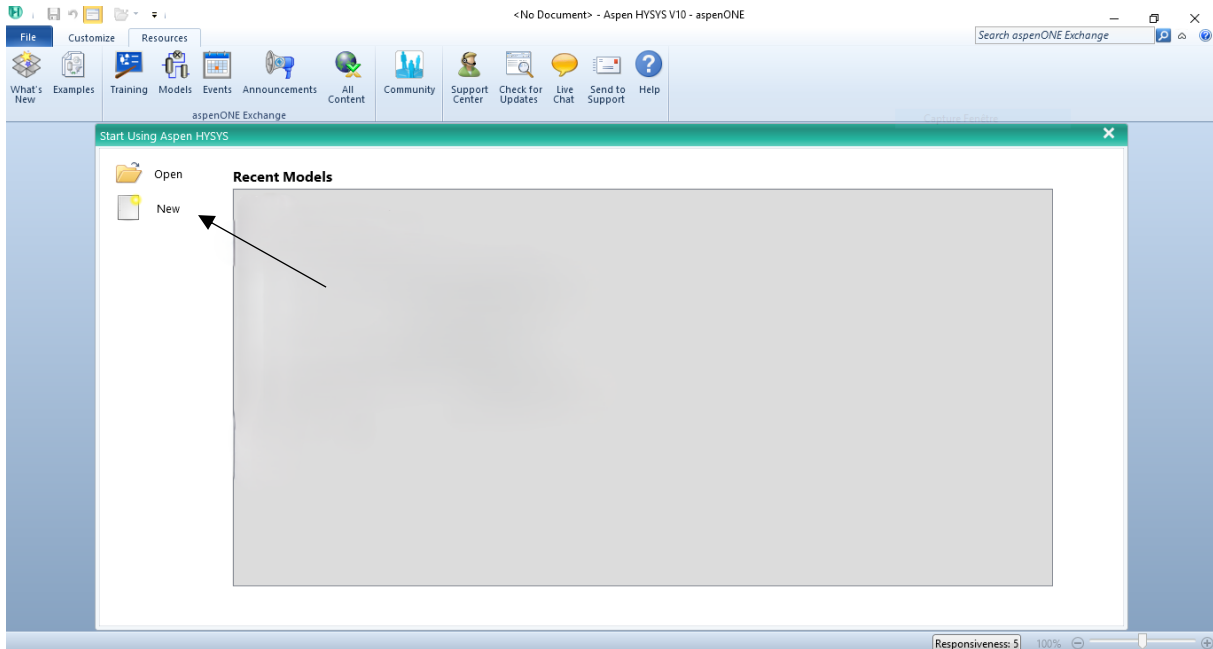 <No Document> - Aspen HYSYS V10 - aspenONE
File Customize Resources
Search aspenONE Exchange
What's New
Examples
Training
Models
Events
Announcements
All Content
Community
Support Center
Check for Updates
Live Chat
Send to Support
Help
aspenONE Exchange
Capture Fenêtre
Start Using Aspen HYSYS
Open
Recent Models
New
Responsiveness: 5
100%